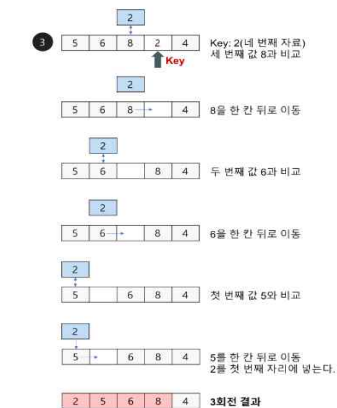 2
3 5 6 8 2 4 Key: 2(네 번째 자료)
세 번째 값 8과 비교
Key
2
5 6 8 4 8을 한 칸 뒤로 이동
2
5 6 8 4 두 번째 값 6과 비교
2
5 6 8 4 6을 한 칸 뒤로 이동
2
5 6 8 4 첫 번째 값 5와 비교
2
5 6 8 4 5를 한 칸 뒤로 이동
2를 첫 번째 자리에 넣는다.
2 5 6 8 4 3회전 결과